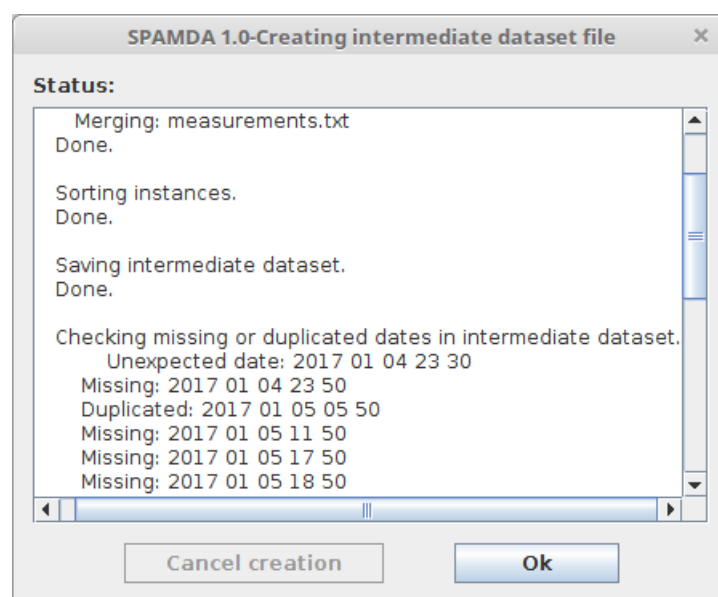 SPAMDA 1.0-Creating intermediate dataset file
Status:
Merging: measurements.txt
Done.
Sorting instances.
Done.
Saving intermediate dataset.
Done.
Checking missing or duplicated dates in intermediate dataset.
Unexpected date: 2017 01 04 23 30
Missing: 2017 01 04 23 50
Duplicated: 2017 01 05 05 50
Missing: 2017 01 05 11 50
Missing: 2017 01 05 17 50
Missing: 2017 01 05 18 50
Cancel creation Ok